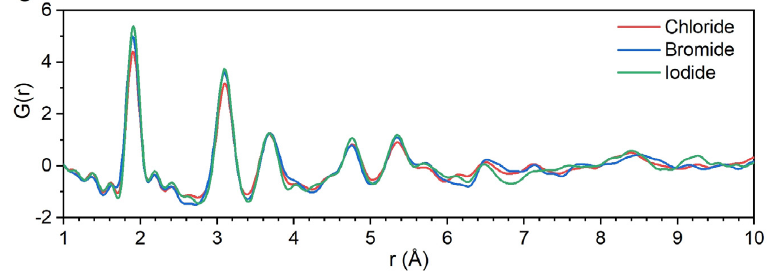 6
4
2
0
-2
G(r)
Chloride
Bromide
Iodide
1 2 3 4 5 6 7 8 9 10
r (Å)